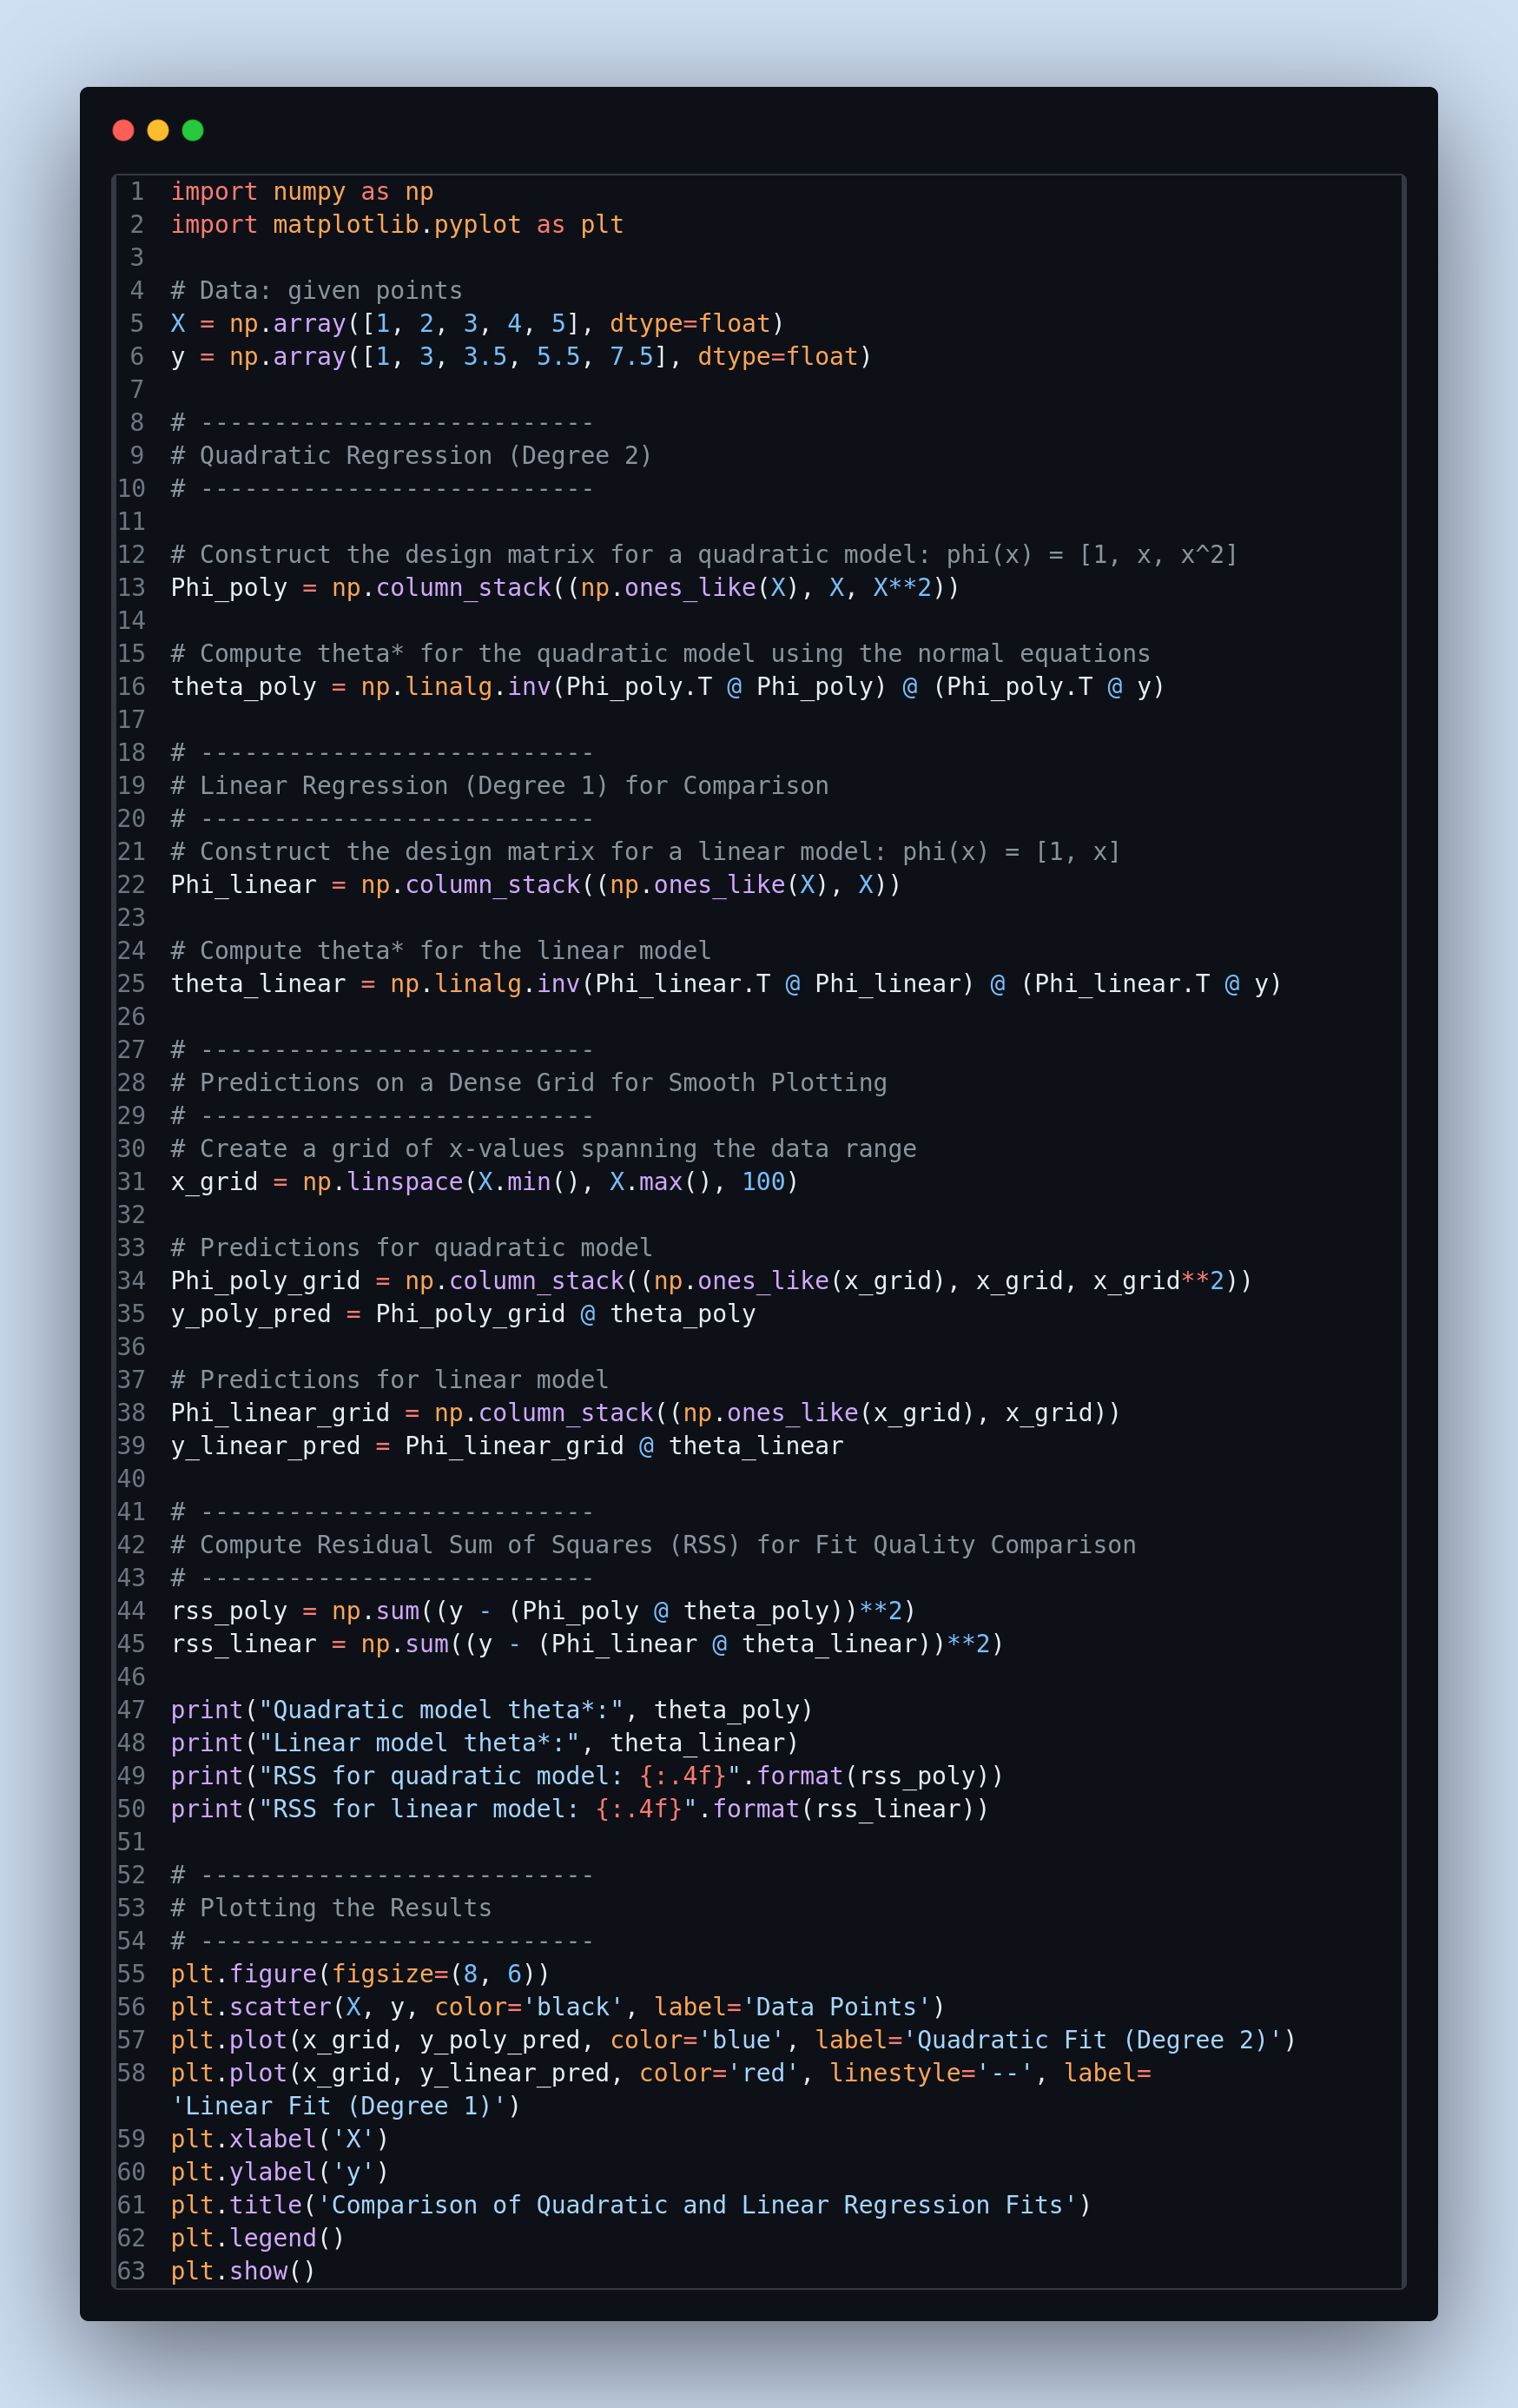 1 import numpy as np
2 import matplotlib.pyplot as plt
3
4 # Data: given points
5 X = np.array([1, 2, 3, 4, 5], dtype=float)
6 y = np.array([1, 3, 3.5, 5.5, 7.5], dtype=float)
7
8 # ---------------------------
9 # Quadratic Regression (Degree 2)
10 # ---------------------------
11
12 # Construct the design matrix for a quadratic model: phi(x) = [1, x, x^2]
13 Phi_poly = np.column_stack((np.ones_like(X), X, X**2))
14
15 # Compute theta* for the quadratic model using the normal equations
16 theta_poly = np.linalg.inv(Phi_poly.T @ Phi_poly) @ (Phi_poly.T @ y)
17
18 # ---------------------------
19 # Linear Regression (Degree 1) for Comparison
20 # ---------------------------
21 # Construct the design matrix for a linear model: phi(x) = [1, x]
22 Phi_linear = np.column_stack((np.ones_like(X), X))
23
24 # Compute theta* for the linear model
25 theta_linear = np.linalg.inv(Phi_linear.T @ Phi_linear) @ (Phi_linear.T @ y)
26
27 # ---------------------------
28 # Predictions on a Dense Grid for Smooth Plotting
29 # ---------------------------
30 # Create a grid of x-values spanning the data range
31 x_grid = np.linspace(X.min(), X.max(), 100)
32
33 # Predictions for quadratic model
34 Phi_poly_grid = np.column_stack((np.ones_like(x_grid), x_grid, x_grid**2))
35 y_poly_pred = Phi_poly_grid @ theta_poly
36
37 # Predictions for linear model
38 Phi_linear_grid = np.column_stack((np.ones_like(x_grid), x_grid))
39 y_linear_pred = Phi_linear_grid @ theta_linear
40
41 # ---------------------------
42 # Compute Residual Sum of Squares (RSS) for Fit Quality Comparison
43 # ---------------------------
44 rss_poly = np.sum((y - (Phi_poly @ theta_poly))**2)
45 rss_linear = np.sum((y - (Phi_linear @ theta_linear))**2)
46
47 print("Quadratic model theta*:", theta_poly)
48 print("Linear model theta*:", theta_linear)
49 print("RSS for quadratic model: {:.4f}".format(rss_poly))
50 print("RSS for linear model: {:.4f}".format(rss_linear))
51
52 # ---------------------------
53 # Plotting the Results
54 # ---------------------------
55 plt.figure(figsize=(8, 6))
56 plt.scatter(X, y, color='black', label='Data Points')
57 plt.plot(x_grid, y_poly_pred, color='blue', label='Quadratic Fit (Degree 2)')
58 plt.plot(x_grid, y_linear_pred, color='red', linestyle='--', label=
'Linear Fit (Degree 1)')
59 plt.xlabel('X')
60 plt.ylabel('y')
61 plt.title('Comparison of Quadratic and Linear Regression Fits')
62 plt.legend()
63 plt.show()